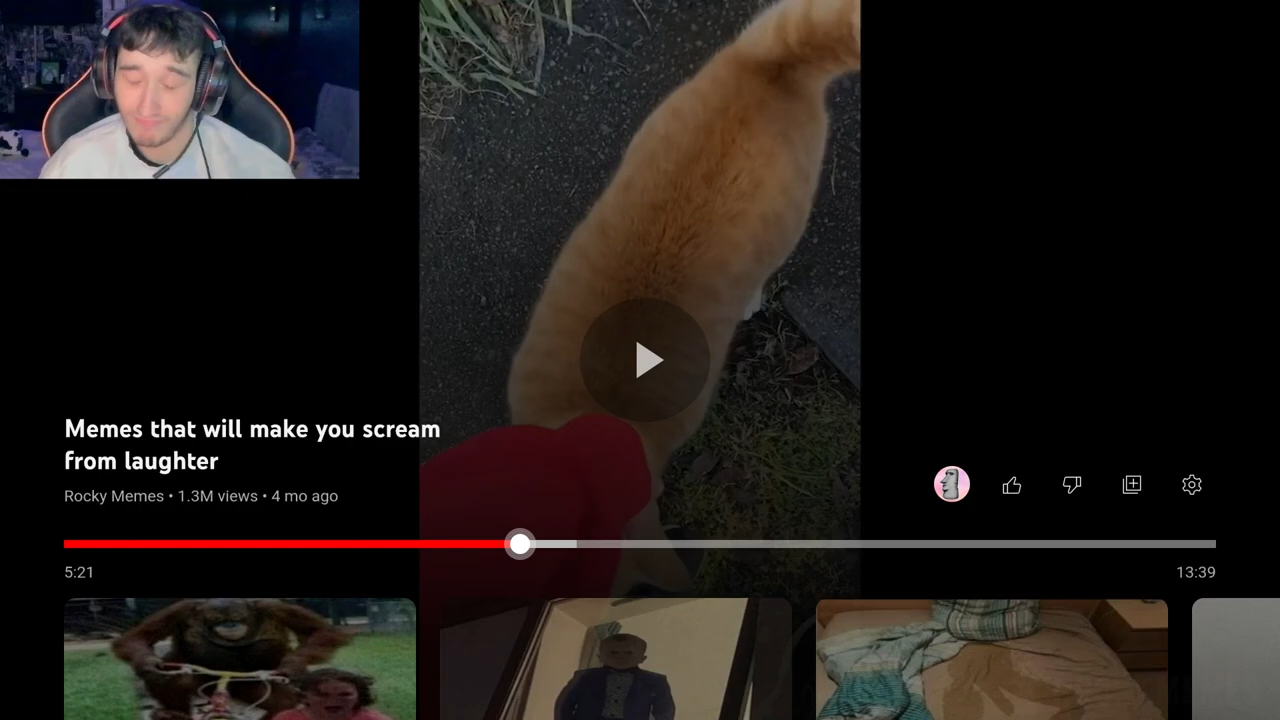 Memes that will make you scream
from laughter
Rocky Memes • 1.3M views • 4 mo ago
5:21
13:39